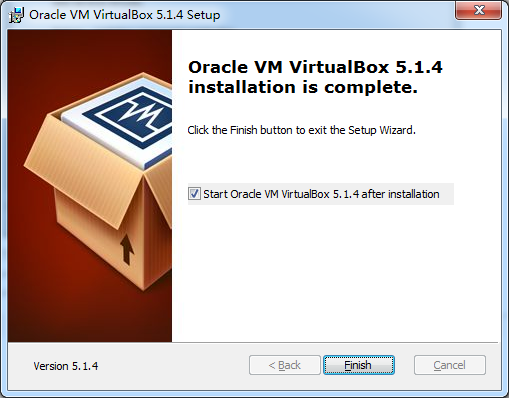 Oracle VM VirtualBox 5.1.4 Setup
Oracle VM VirtualBox 5.1.4
installation is complete.
Click the Finish button to exit the Setup Wizard.
Start Oracle VM VirtualBox 5.1.4 after installation
Version 5.1.4
< Back
Finish
Cancel